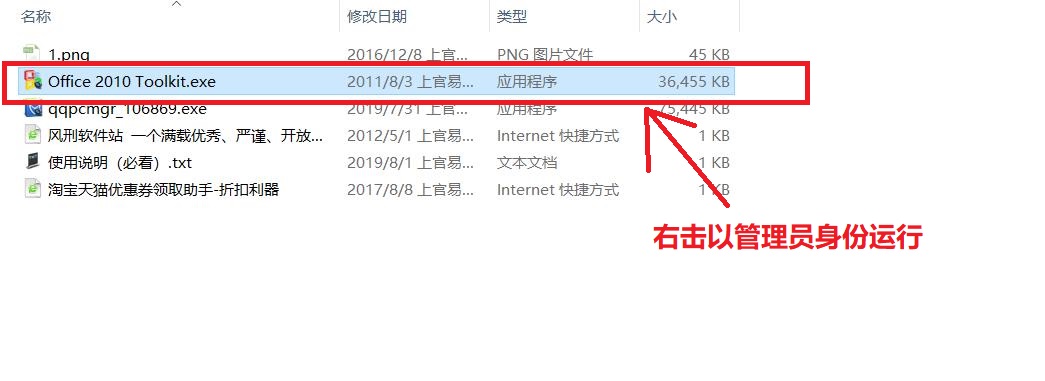 名称 修改日期 类型 大小
1.png 2016/12/8 上官易... PNG 图片文件 45 KB
Office 2010 Toolkit.exe 2011/8/3 上官易... 应用程序 36,455 KB
qqpcmgr_106869.exe 2019/7/31 上官易... 应用程序 75,445 KB
风刑软件站 一个满载优秀、严谨、开放... 2012/5/1 上官易... Internet 快捷方式 1 KB
使用说明（必看）.txt 2019/8/1 上官易... 文本文档 1 KB
淘宝天猫优惠券领取助手-折扣利器 2017/8/8 上官易... Internet 快捷方式 1 KB
右击以管理员身份运行